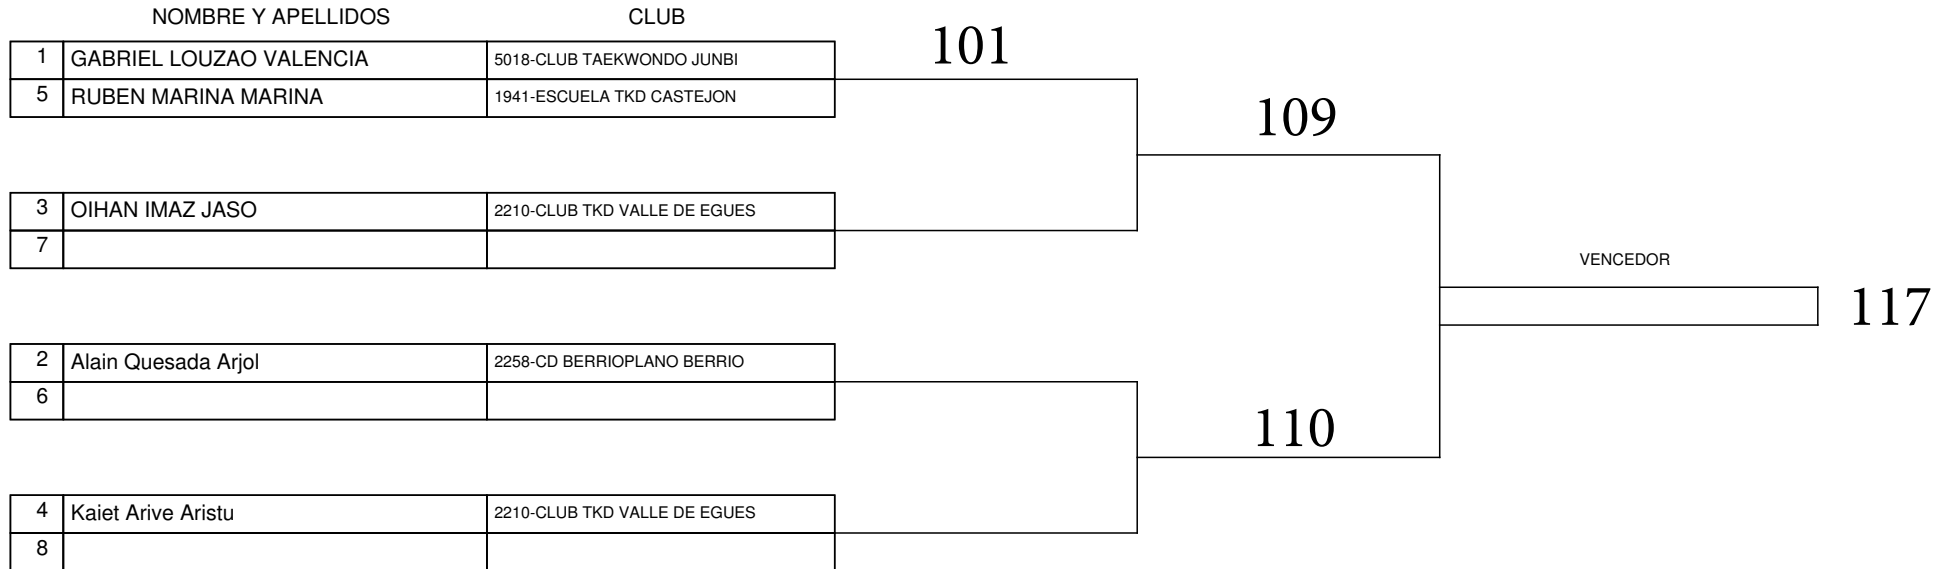 NOMBRE Y APELLIDOS CLUB
1 GABRIEL LOUZAO VALENCIA 5018-CLUB TAEKWONDO JUNBI 101
5 RUBEN MARINA MARINA 1941-ESCUELA TKD CASTEJON
109
3 OIHAN IMAZ JASO 2210-CLUB TKD VALLE DE EGUES
7
VENCEDOR
117
2 Alain Quesada Arjol 2258-CD BERRIOPLANO BERRIO
6
110
4 Kaiet Arive Aristu 2210-CLUB TKD VALLE DE EGUES
8